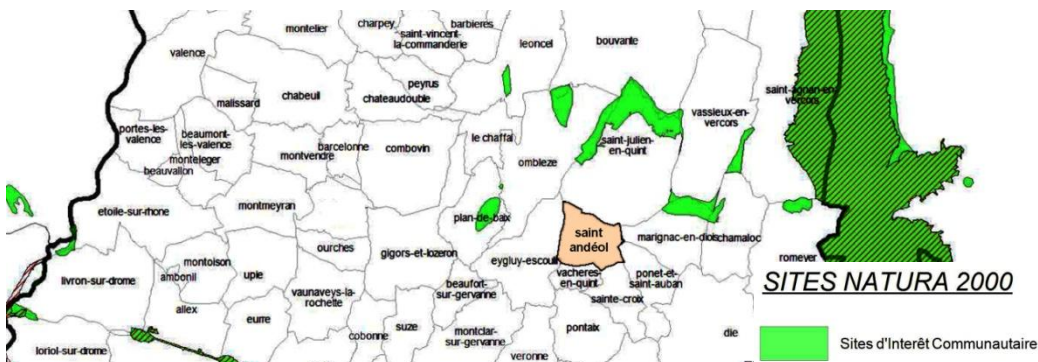 charpey
barbieres
montelier
saint-vincent-
la-commanderie
leoncel
bouvante
valence
peyrus
chabeuil
chateaudouble
malissard
saint-agnan-en-
vercors
vassieux-en-
vercors
portes-les-
valence
beaumont-
les-valence
le chaffal
barcelonne
combovin
saint-julien-
en-quint
monteleger
montvendre
ombleze
beauvallon
montmeyran
etoile-sur-rhone
plan-de-baix
saint
andéol
marignac-en-diois
chamaloc
ourches
gigors-et-lozeron
eygluy-escoulin
romeyer
montoison
ambonil
upie
livron-sur-drome
vacheres-
en-quint
ponet-et-
saint-auban
beaufort-
sur-gervanne
SITES NATURA 2000
vaunaveys-la-
rochette
sainte-croix
allex
eurre
suze
montclar-
sur-gervanne
pontaix
die
cobonne
Sites d'Interêt Communautaire
loriol-sur-drome
veronne